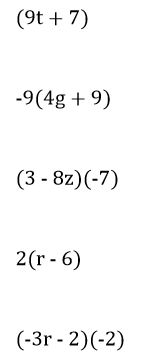 (9t + 7)
-9(4g + 9)
(3 - 8z)(-7)
2(r - 6)
(-3r - 2)(-2)